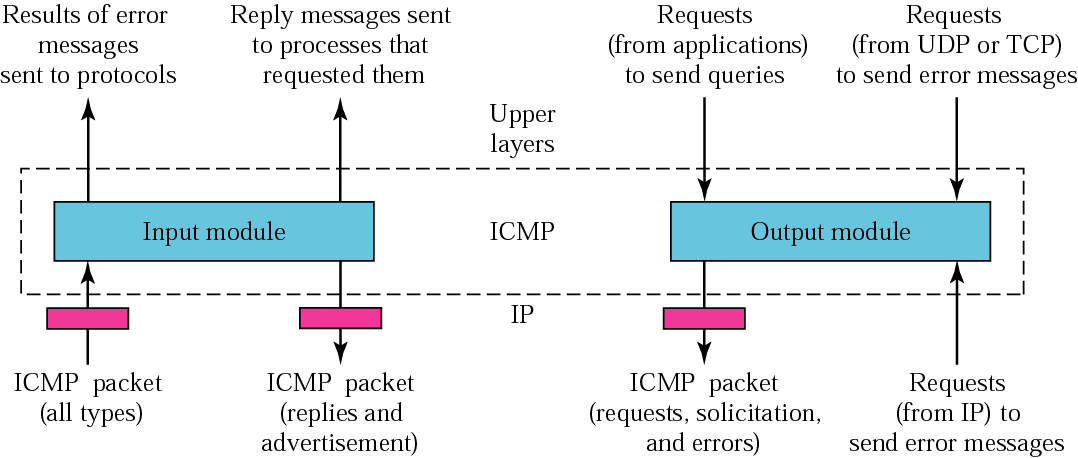 Results of error
messages
sent to protocols
Reply messages sent
to processes that
requested them
Requests
(from applications)
to send queries
Requests
(from UDP or TCP)
to send error messages
Upper
layers
Input module
ICMP
Output module
IP
ICMP packet
(all types)
ICMP packet
(replies and
advertisement)
ICMP packet
(requests, solicitation,
and errors)
Requests
(from IP) to
send error messages